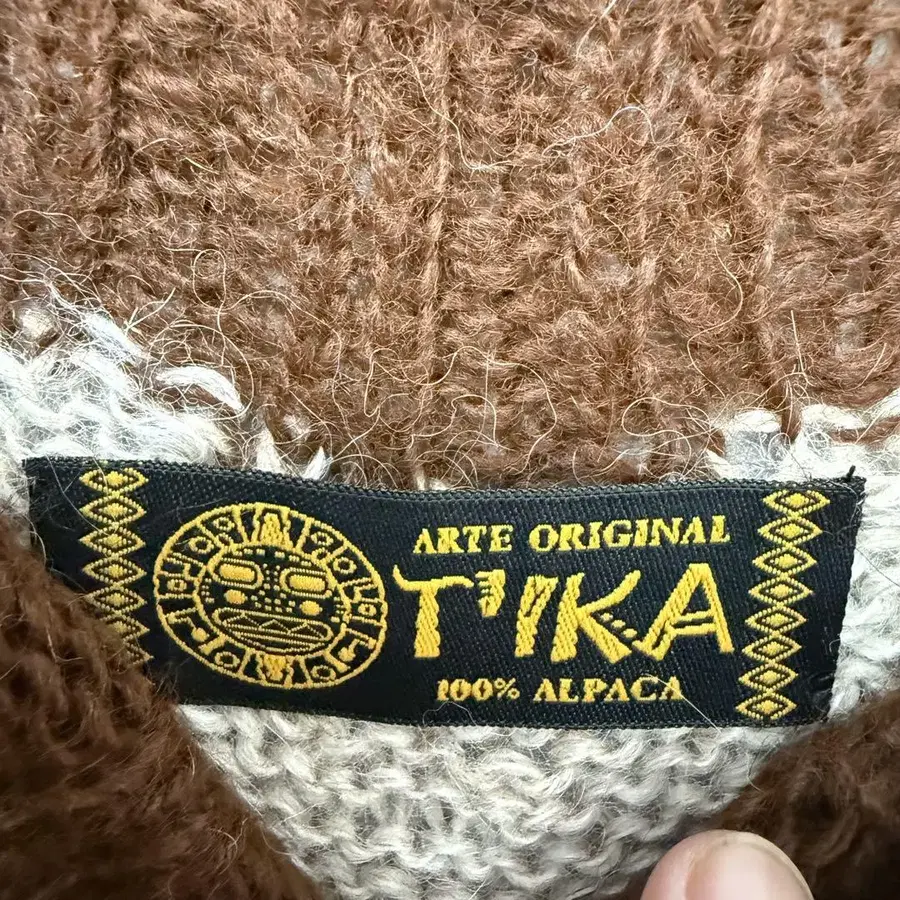 ARTE ORIGINAL
T'IKA
100% ALPACA